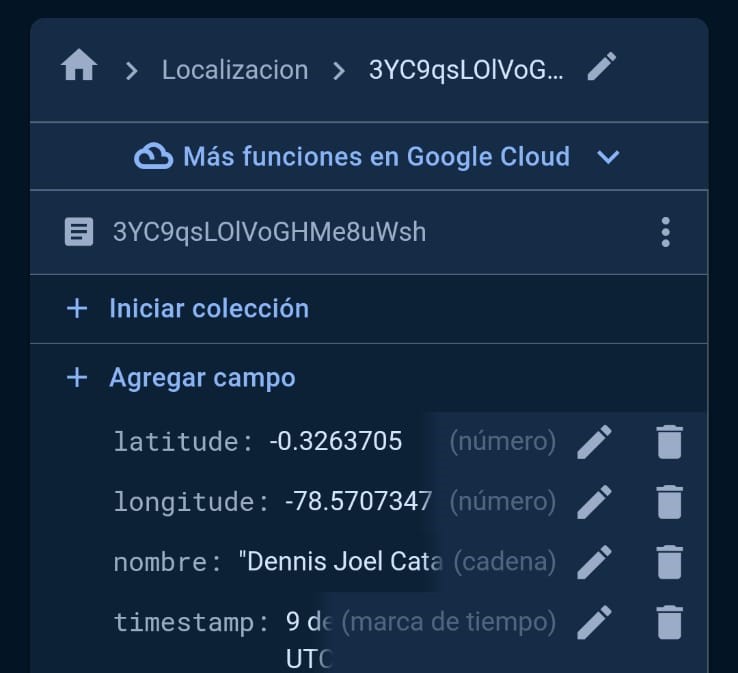 Localizacion 3YC9qsLOlVoG...
Más funciones en Google Cloud
3YC9qsLOlVoGHMe8uWsh
Iniciar colección
Agregar campo
latitude: -0.3263705 (número)
longitude: -78.5707347 (número)
nombre: "Dennis Joel Cata (cadena)
timestamp: 9 de (marca de tiempo)
UTC